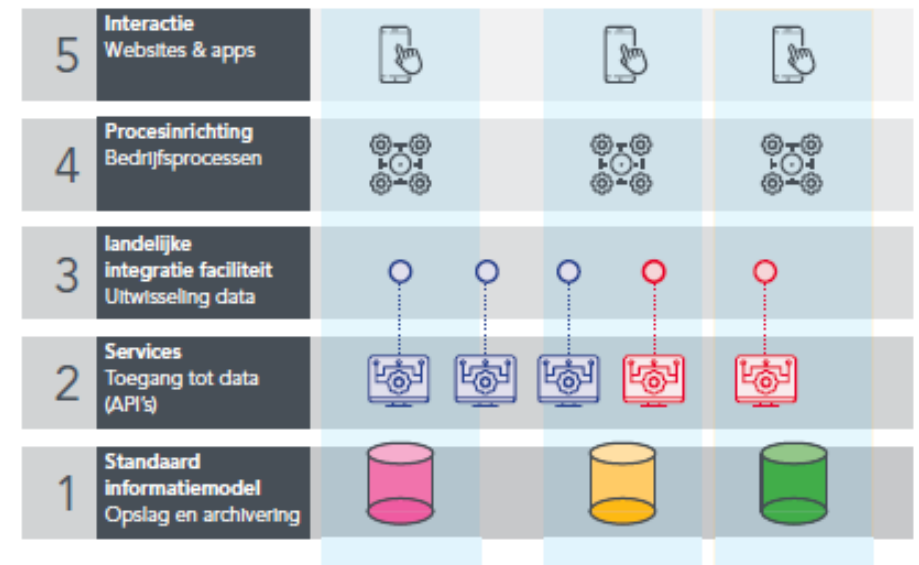 5
Interactie
Websites & apps
4
Procesinrichting
Bedrijfsprocessen
3
landelijke
integratie faciliteit
Uitwisseling data
2
Services
Toegang tot data
(API's)
1
Standaard
informatiemodel
Opslag en archivering